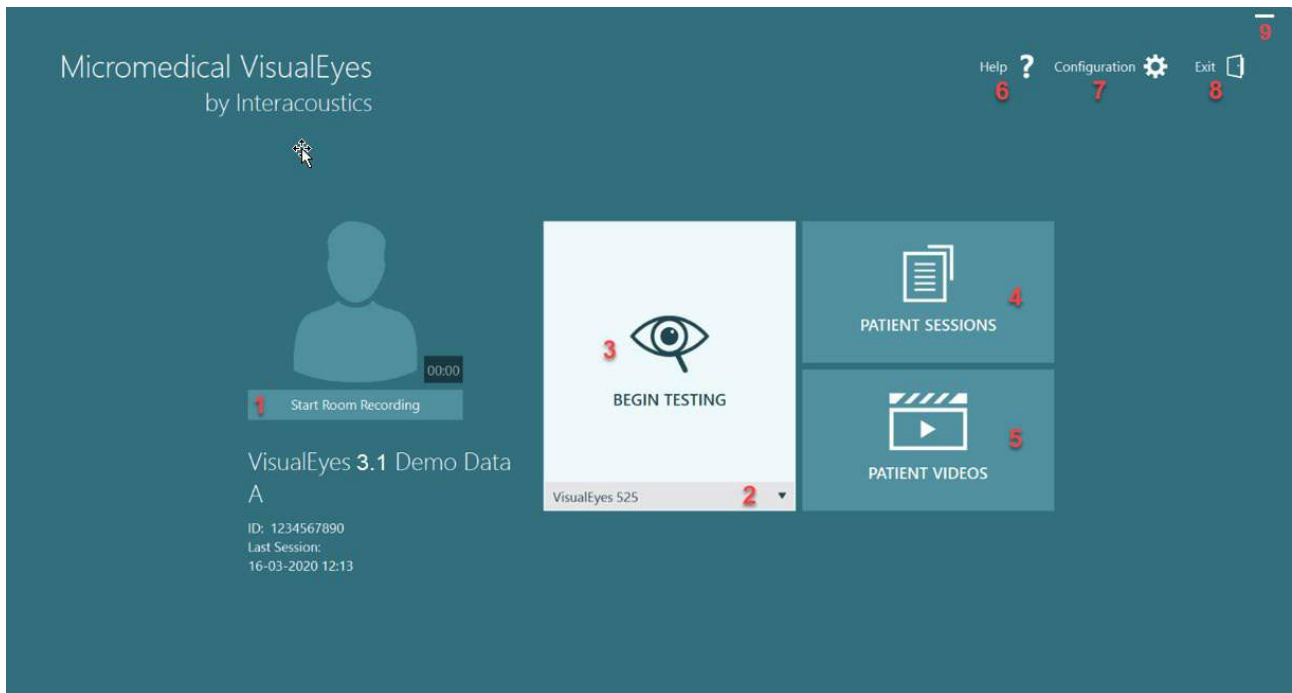 9
Micromedical VisualEyes
by Interacoustics
Help ?
Configuration
Exit
6
7
8
00:00
1 Start Room Recording
VisualEyes 3.1 Demo Data
A
ID: 1234567890
Last Session:
16-03-2020 12:13
3
BEGIN TESTING
VisualEyes 525 2
4
PATIENT SESSIONS
5
PATIENT VIDEOS